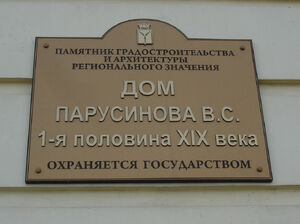 ПАМЯТНИК ГРАДОСТРОИТЕЛЬСТВА
И АРХИТЕКТУРЫ
РЕГИОНАЛЬНОГО ЗНАЧЕНИЯ
ДОМ
ПАРУСИНОВА В.С.
1-я ПОЛОВИНА XIX века
ОХРАНЯЕТСЯ ГОСУДАРСТВОМ